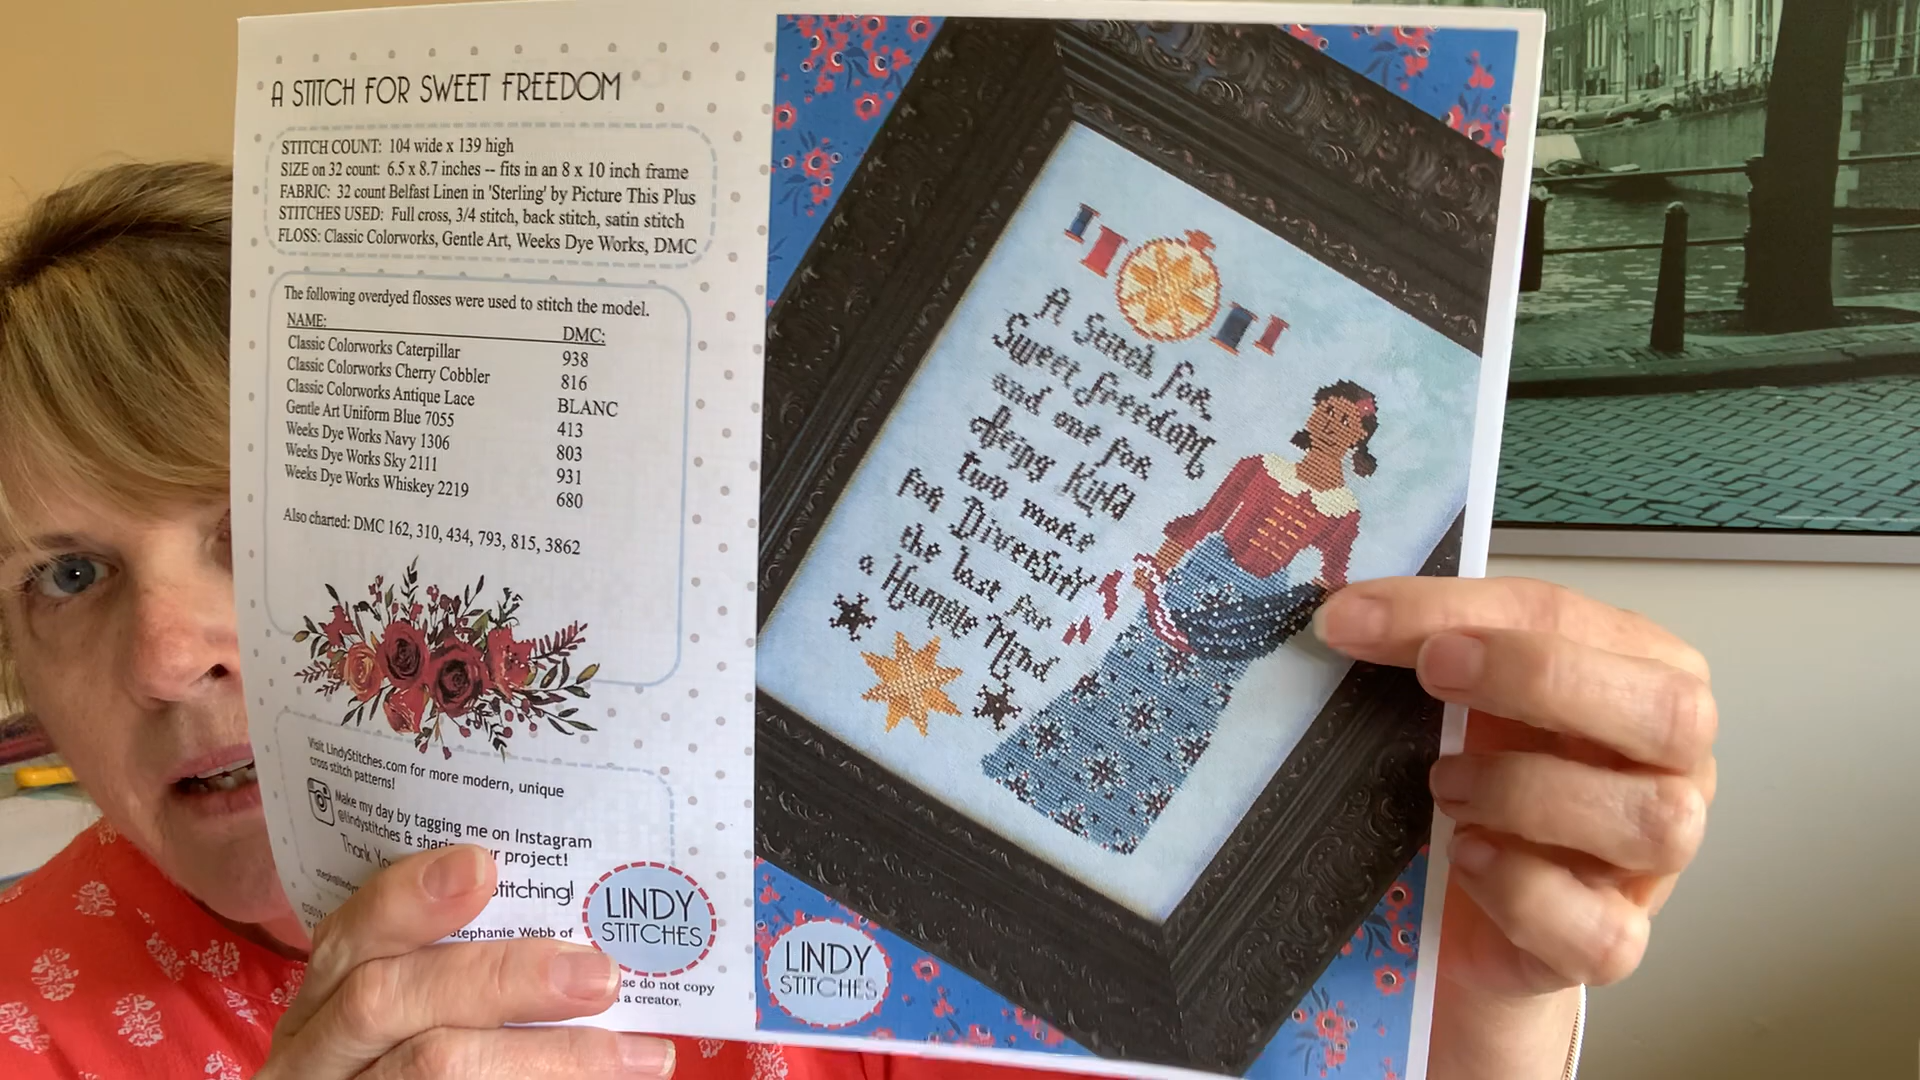 A STITCH FOR SWEET FREEDOM
STITCH COUNT: 104 wide x 139 high
SIZE on 32 count: 6.5 x 8.7 inches -- fits in an 8 x 10 inch frame
FABRIC: 32 count Belfast Linen in 'Sterling' by Picture This Plus
STITCHES USED: Full cross, 3/4 stitch, back stitch, satin stitch
FLOSS: Classic Colorworks, Gentle Art, Weeks Dye Works, DMC
The following overdyed flosses were used to stitch the model.
NAME: DMC:
Classic Colorworks Caterpillar 938
Classic Colorworks Cherry Cobbler 816
Classic Colorworks Antique Lace BLANC
Gentle Art Uniform Blue 7055 413
Weeks Dye Works Navy 1306 803
Weeks Dye Works Sky 2111 931
Weeks Dye Works Whiskey 2219 680
Also charted: DMC 162, 310, 434, 793, 815, 3862
Visit LindyStitches.com for more modern, unique
cross stitch patterns!
Make my day by tagging me on Instagram
@lindystitches & project!
Thank
stitching!
Stephanie Webb of
do not copy
a creator.
LINDY
STITCHES
A Stitch for
Sweet Freedom
and one for
Being Kind
two more
for Diversity
the last for
a Humble Mind
LINDY
STITCHES